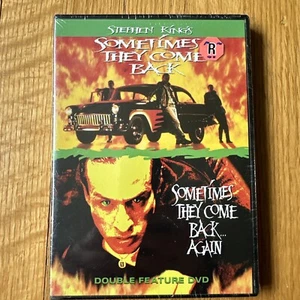 STEPHEN KING'S
SOMETIMES
THEY COME
BACK
R
SOMETIMES
THEY COME
BACK...
AGAIN
DOUBLE FEATURE DVD